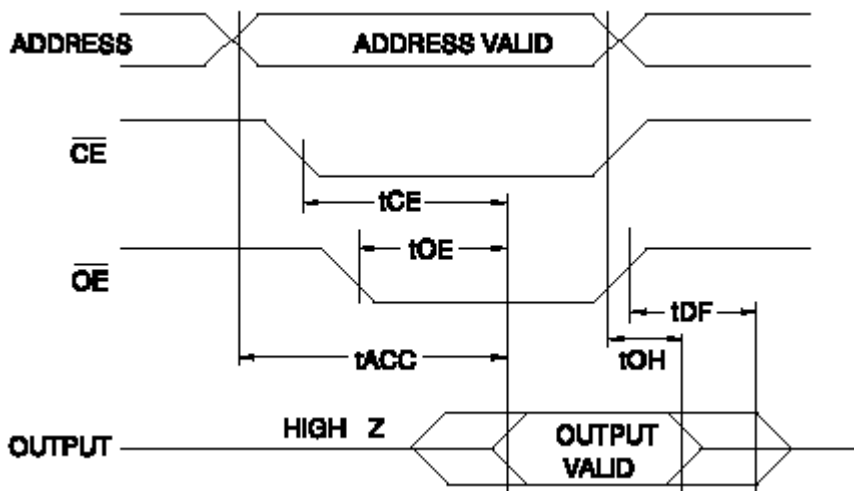 ADDRESS
ADDRESS VALID
CE
tCE
tOE
OE
tDF
tACC
tOH
HIGH Z
OUTPUT
OUTPUT
VALID